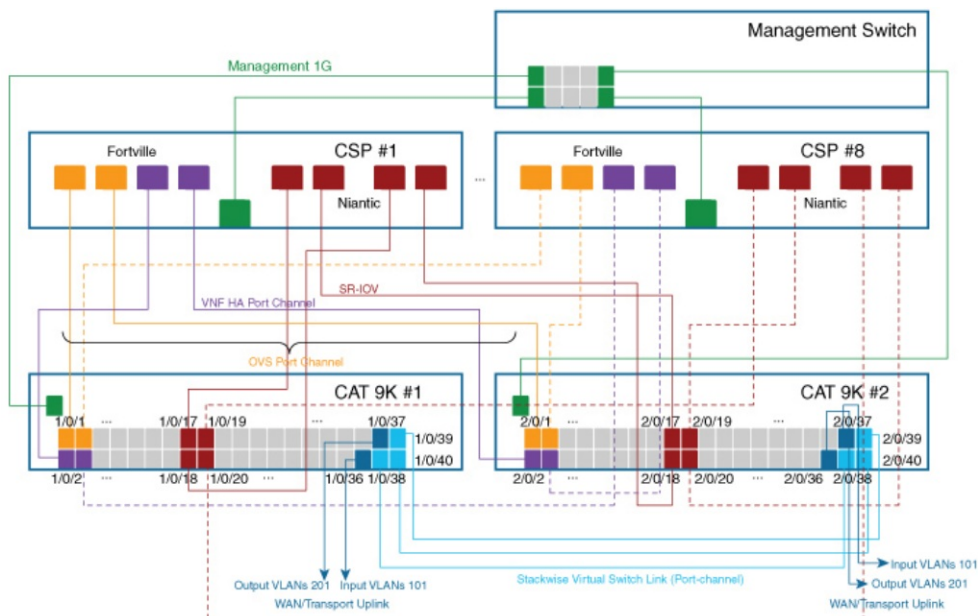 Management Switch
Management 1G
Fortville
CSP #1
Niantic
...
Fortville
CSP #8
Niantic
SR-IOV
VNF HA Port Channel
OVS Port Channel
CAT 9K #1
1/0/1 ... 1/0/17 1/0/19 ... 1/0/37
1/0/39
1/0/40
1/0/2 ... 1/0/18 1/0/20 ... 1/0/36 1/0/38
CAT 9K #2
2/0/1 ... 2/0/17 2/0/19 ... 2/0/37
2/0/39
2/0/40
2/0/2 ... 2/0/18 2/0/20 ... 2/0/36 2/0/38
Output VLANs 201 Input VLANs 101
WAN/Transport Uplink
Stackwise Virtual Switch Link (Port-channel)
Input VLANs 101
Output VLANs 201
WAN/Transport Uplink